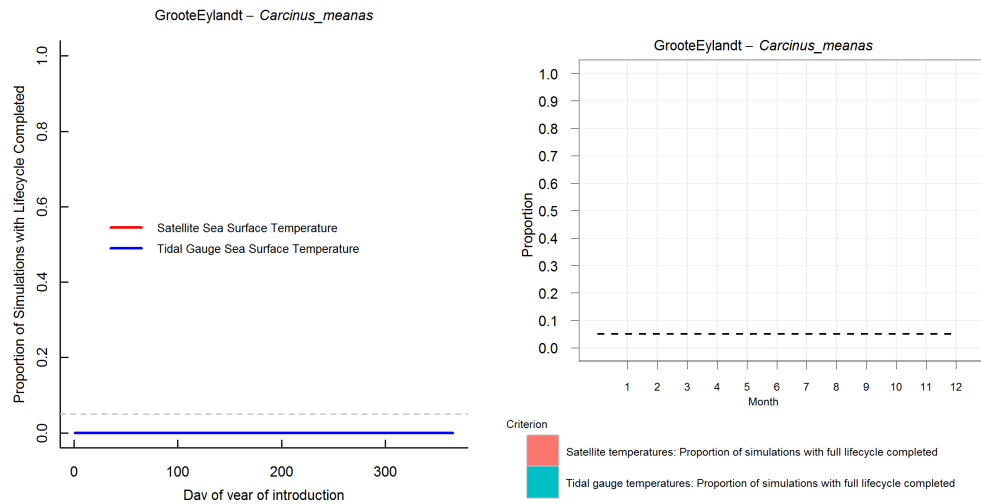 GrooteEylandt – Carcinus_meanas
Proportion of Simulations with Lifecycle Completed
1.0
0.8
0.6
0.4
0.2
0.0
Satellite Sea Surface Temperature
Tidal Gauge Sea Surface Temperature
0 100 200 300
Day of year of introduction
GrooteEylandt – Carcinus_meanas
Proportion
1.0
0.9
0.8
0.7
0.6
0.5
0.4
0.3
0.2
0.1
0.0
1 2 3 4 5 6 7 8 9 10 11 12
Month
Criterion
Satellite temperatures: Proportion of simulations with full lifecycle completed
Tidal gauge temperatures: Proportion of simulations with full lifecycle completed